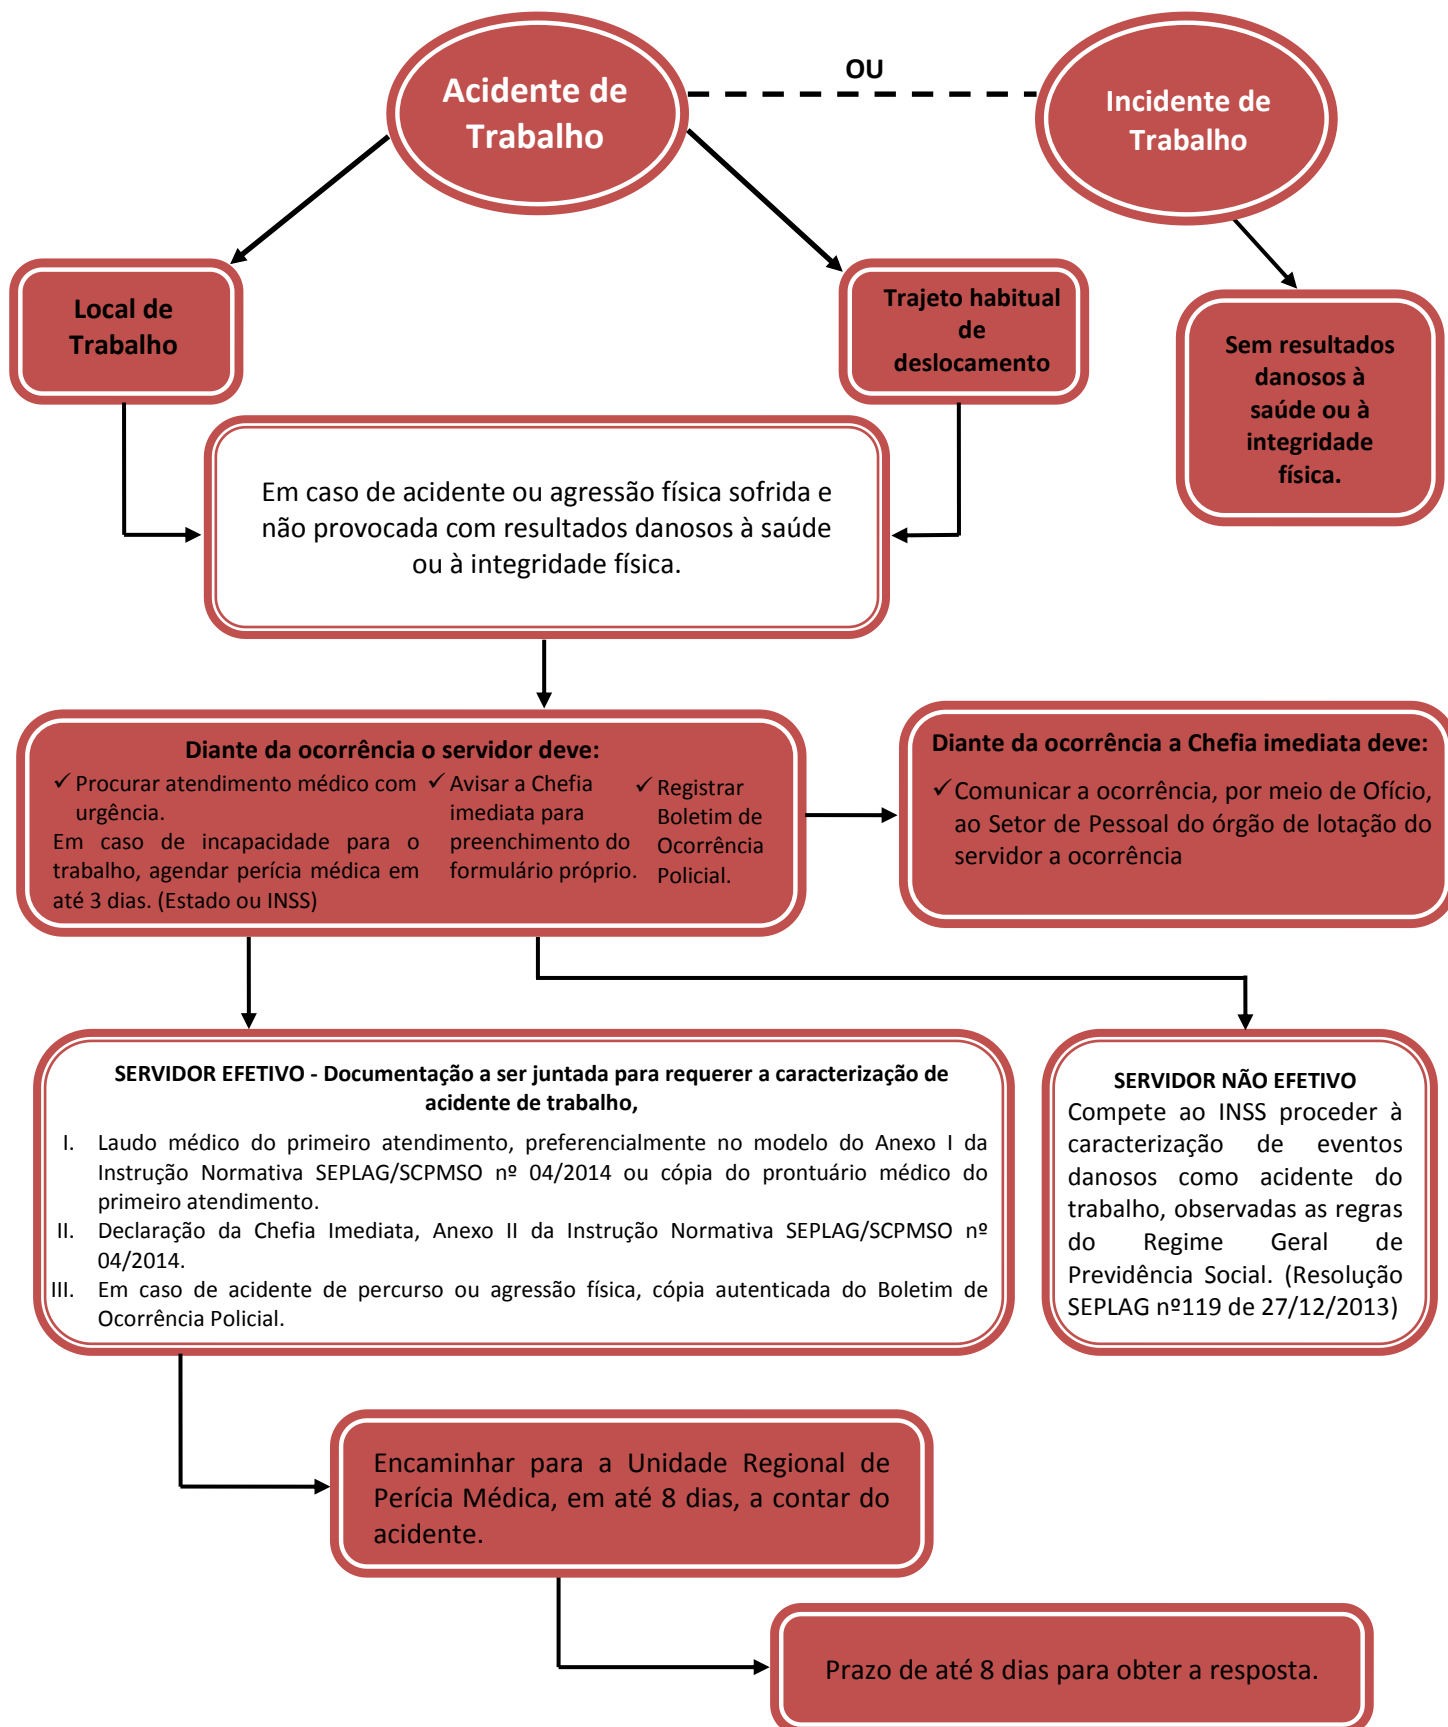 Acidente de
Trabalho
OU
Incidente de
Trabalho
Local de
Trabalho
Trajeto habitual
de
deslocamento
Sem resultados
danosos à
saúde ou à
integridade
física.
Em caso de acidente ou agressão física sofrida e
não provocada com resultados danosos à saúde
ou à integridade física.
Diante da ocorrência o servidor deve:
✓ Procurar atendimento médico com
urgência.
Em caso de incapacidade para o
trabalho, agendar perícia médica em
até 3 dias. (Estado ou INSS)
✓ Avisar a Chefia
imediata para
preenchimento do
formulário próprio.
✓ Registrar
Boletim de
Ocorrência
Policial.
Diante da ocorrência a Chefia imediata deve:
✓ Comunicar a ocorrência, por meio de Ofício,
ao Setor de Pessoal do órgão de lotação do
servidor a ocorrência
SERVIDOR EFETIVO - Documentação a ser juntada para requerer a caracterização de
acidente de trabalho,
I. Laudo médico do primeiro atendimento, preferencialmente no modelo do Anexo I da
Instrução Normativa SEPLAG/SCPMSO nº 04/2014 ou cópia do prontuário médico do
primeiro atendimento.
II. Declaração da Chefia Imediata, Anexo II da Instrução Normativa SEPLAG/SCPMSO nº
04/2014.
III. Em caso de acidente de percurso ou agressão física, cópia autenticada do Boletim de
Ocorrência Policial.
SERVIDOR NÃO EFETIVO
Compete ao INSS proceder à
caracterização de eventos
danosos como acidente do
trabalho, observadas as regras
do Regime Geral de
Previdência Social. (Resolução
SEPLAG nº119 de 27/12/2013)
Encaminhar para a Unidade Regional de
Perícia Médica, em até 8 dias, a contar do
acidente.
Prazo de até 8 dias para obter a resposta.